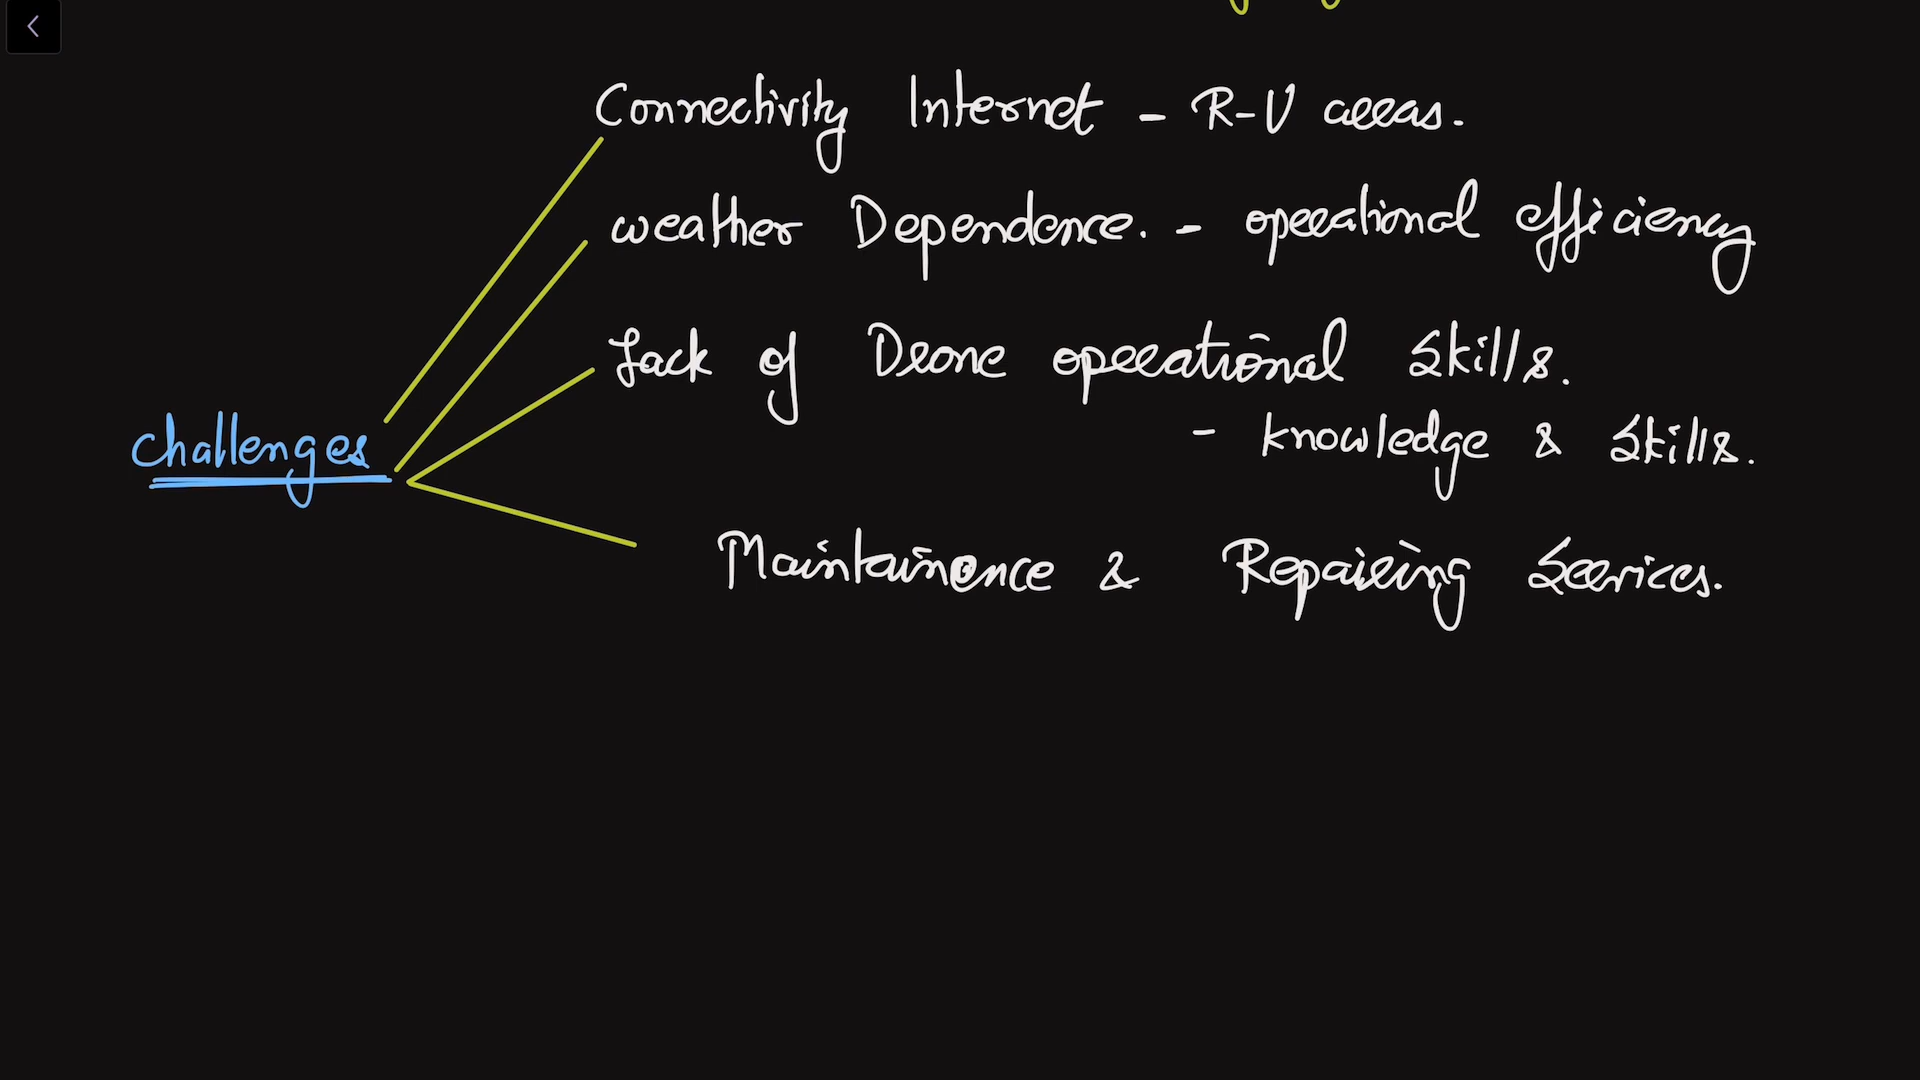 Connectivity Internet - R-U areas.
weather Dependence. - operational efficiency
Lack of Drone operational Skills.
- knowledge & Skills.
challenges
Maintainence & Repairing Services.